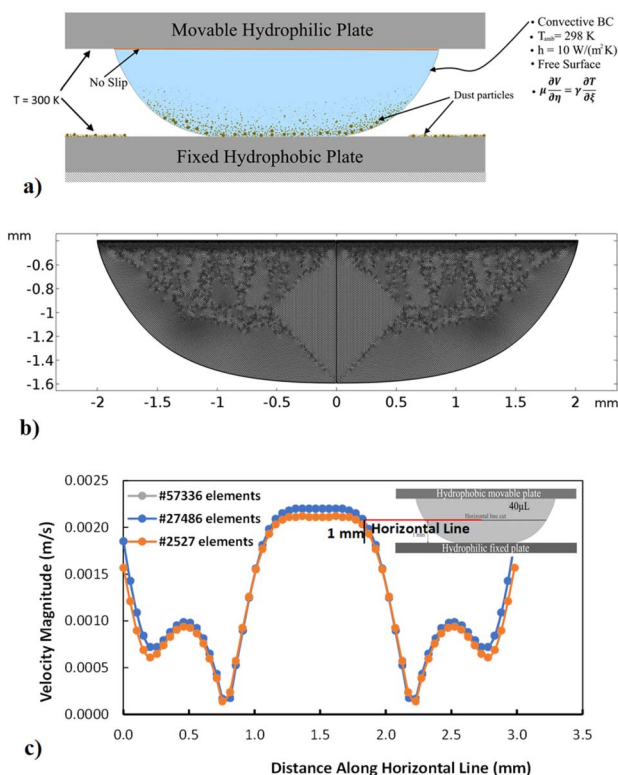 a)
Movable Hydrophilic Plate
No Slip
T = 300 K
Dust particles
Fixed Hydrophobic Plate
• Convective BC
• T_amb = 298 K
• h = 10 W/(m²K)
• Free Surface
• μ ∂V/∂η = γ ∂T/∂ξ
b)
mm
-0.6
-0.8
-1
-1.2
-1.4
-1.6
-2 -1.5 -1 -0.5 0 0.5 1 1.5 2 mm
c)
Velocity Magnitude (m/s)
0.0025
0.0020
0.0015
0.0010
0.0005
0.0000
#57336 elements
#27486 elements
#2527 elements
Hydrophobic movable plate
40μL
Horizontal line cut
1 mm
Horizontal Line
Hydrophilic fixed plate
0.0 0.5 1.0 1.5 2.0 2.5 3.0 3.5
Distance Along Horizontal Line (mm)